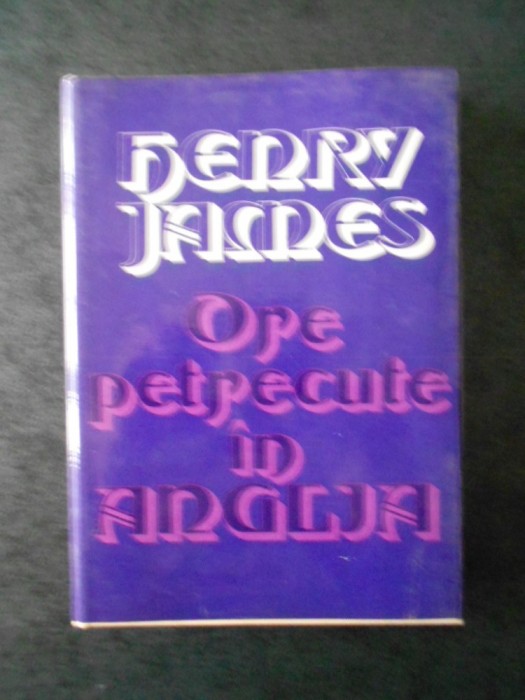 HENRY
JAMES
Ore
petrecute
în
ANGLIA